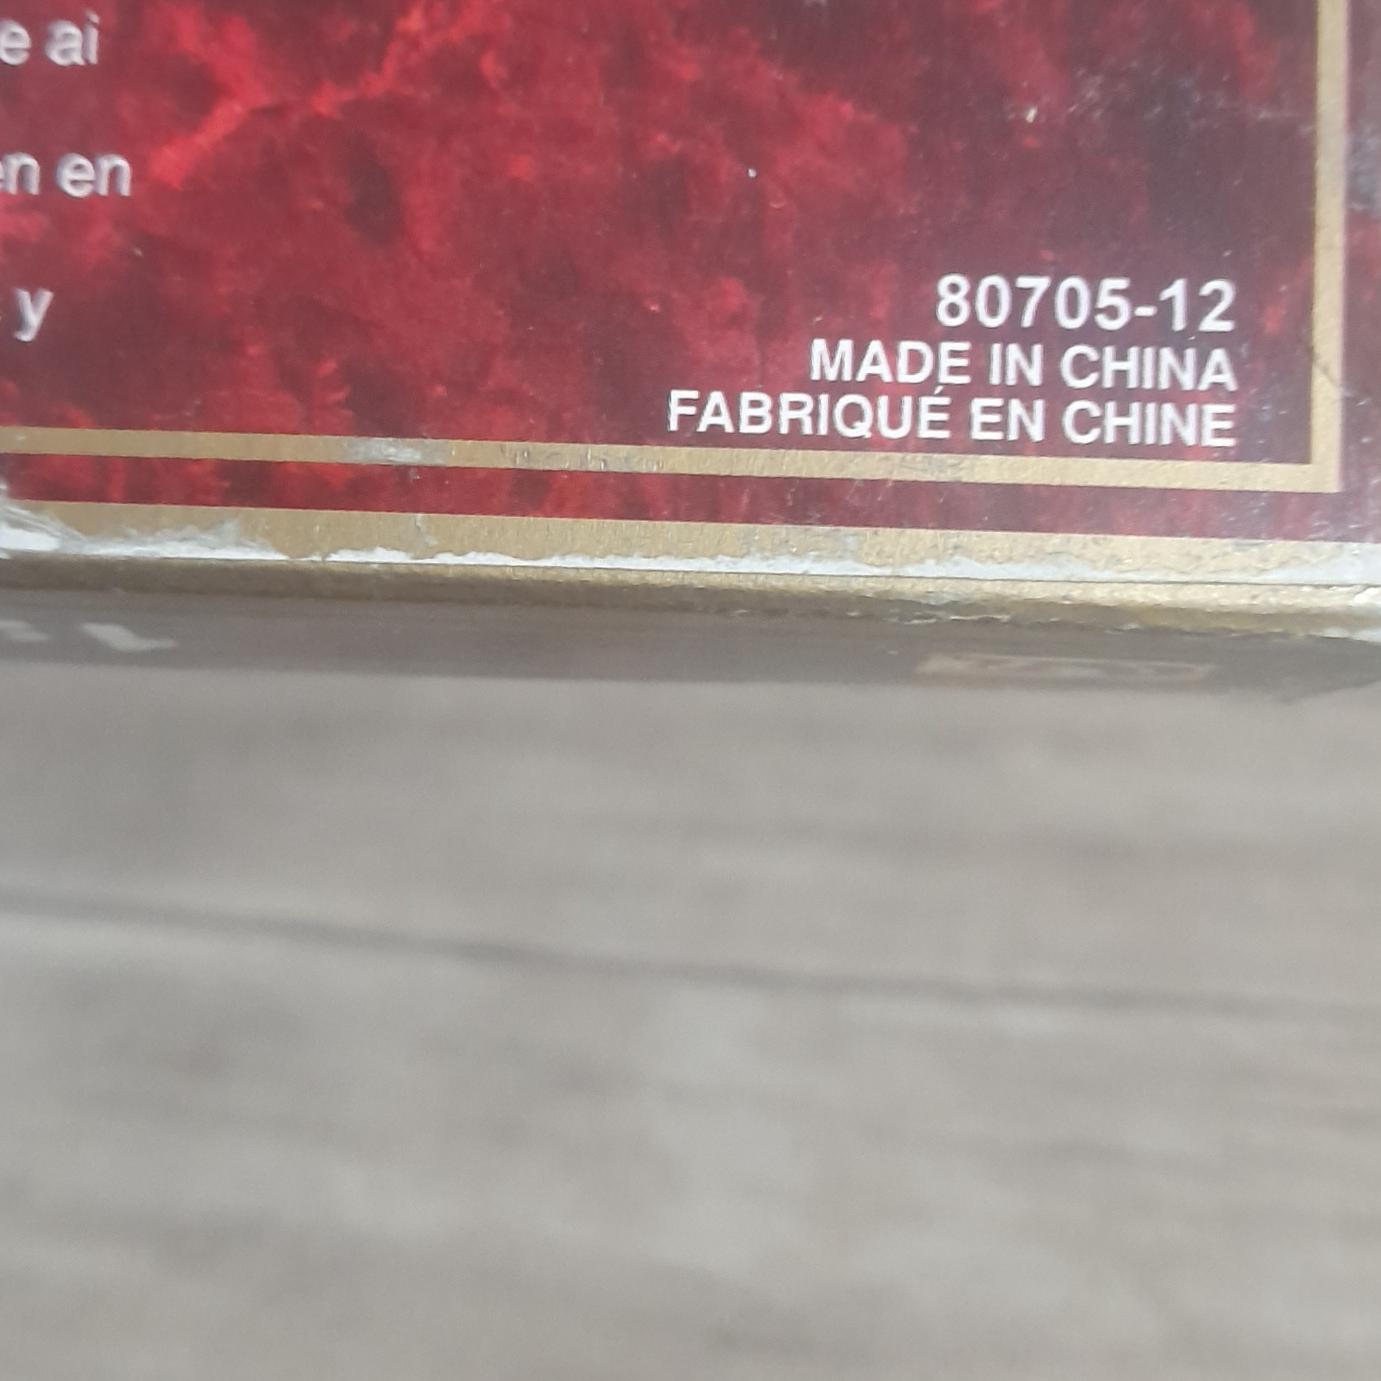 e ai
en en
y
80705-12
MADE IN CHINA
FABRIQUÉ EN CHINE